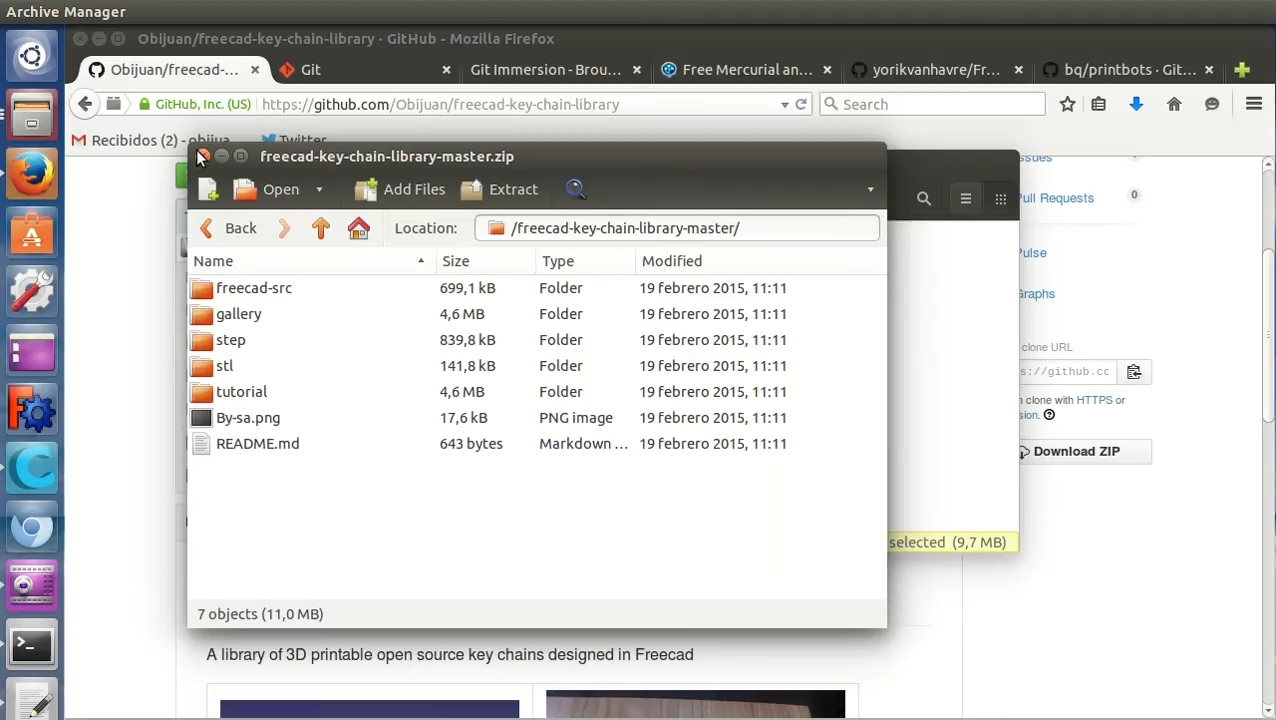 Archive Manager
Obijuan/freecad-key-chain-library · GitHub - Mozilla Firefox
Obijuan/freecad-...
Git
Git Immersion - Brou...
Free Mercurial an...
yorikvanhavre/Fr...
bq/printbots · Git...
GitHub, Inc. (US)
https://github.com/Obijuan/freecad-key-chain-library
Search
Recibidos (2) - obijua
Twitter
freecad-key-chain-library-master.zip
Issues
Open
Add Files
Extract
Pull Requests
0
Back
Location:
/freecad-key-chain-library-master/
Pulse
Name Size Type Modified
freecad-src 699,1 kB Folder 19 febrero 2015, 11:11
Graphs
gallery 4,6 MB Folder 19 febrero 2015, 11:11
step 839,8 kB Folder 19 febrero 2015, 11:11
clone URL
stl 141,8 kB Folder 19 febrero 2015, 11:11
s://github.cc
tutorial 4,6 MB Folder 19 febrero 2015, 11:11
n clone with HTTPS or
By-sa.png 17,6 kB PNG image 19 febrero 2015, 11:11
sion.
README.md 643 bytes Markdown ... 19 febrero 2015, 11:11
Download ZIP
selected (9,7 MB)
7 objects (11,0 MB)
A library of 3D printable open source key chains designed in Freecad